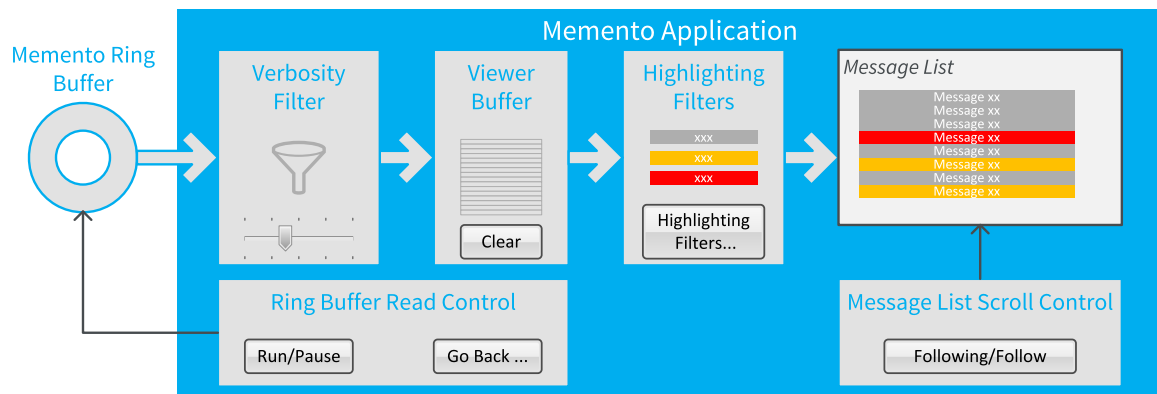 Memento Application
Memento Ring
Buffer
Verbosity
Filter
Viewer
Buffer
Clear
Highlighting
Filters
xxx
xxx
xxx
Highlighting
Filters...
Message List
Message xx
Message xx
Message xx
Message xx
Message xx
Message xx
Message xx
Message xx
Ring Buffer Read Control
Run/Pause
Go Back ...
Message List Scroll Control
Following/Follow